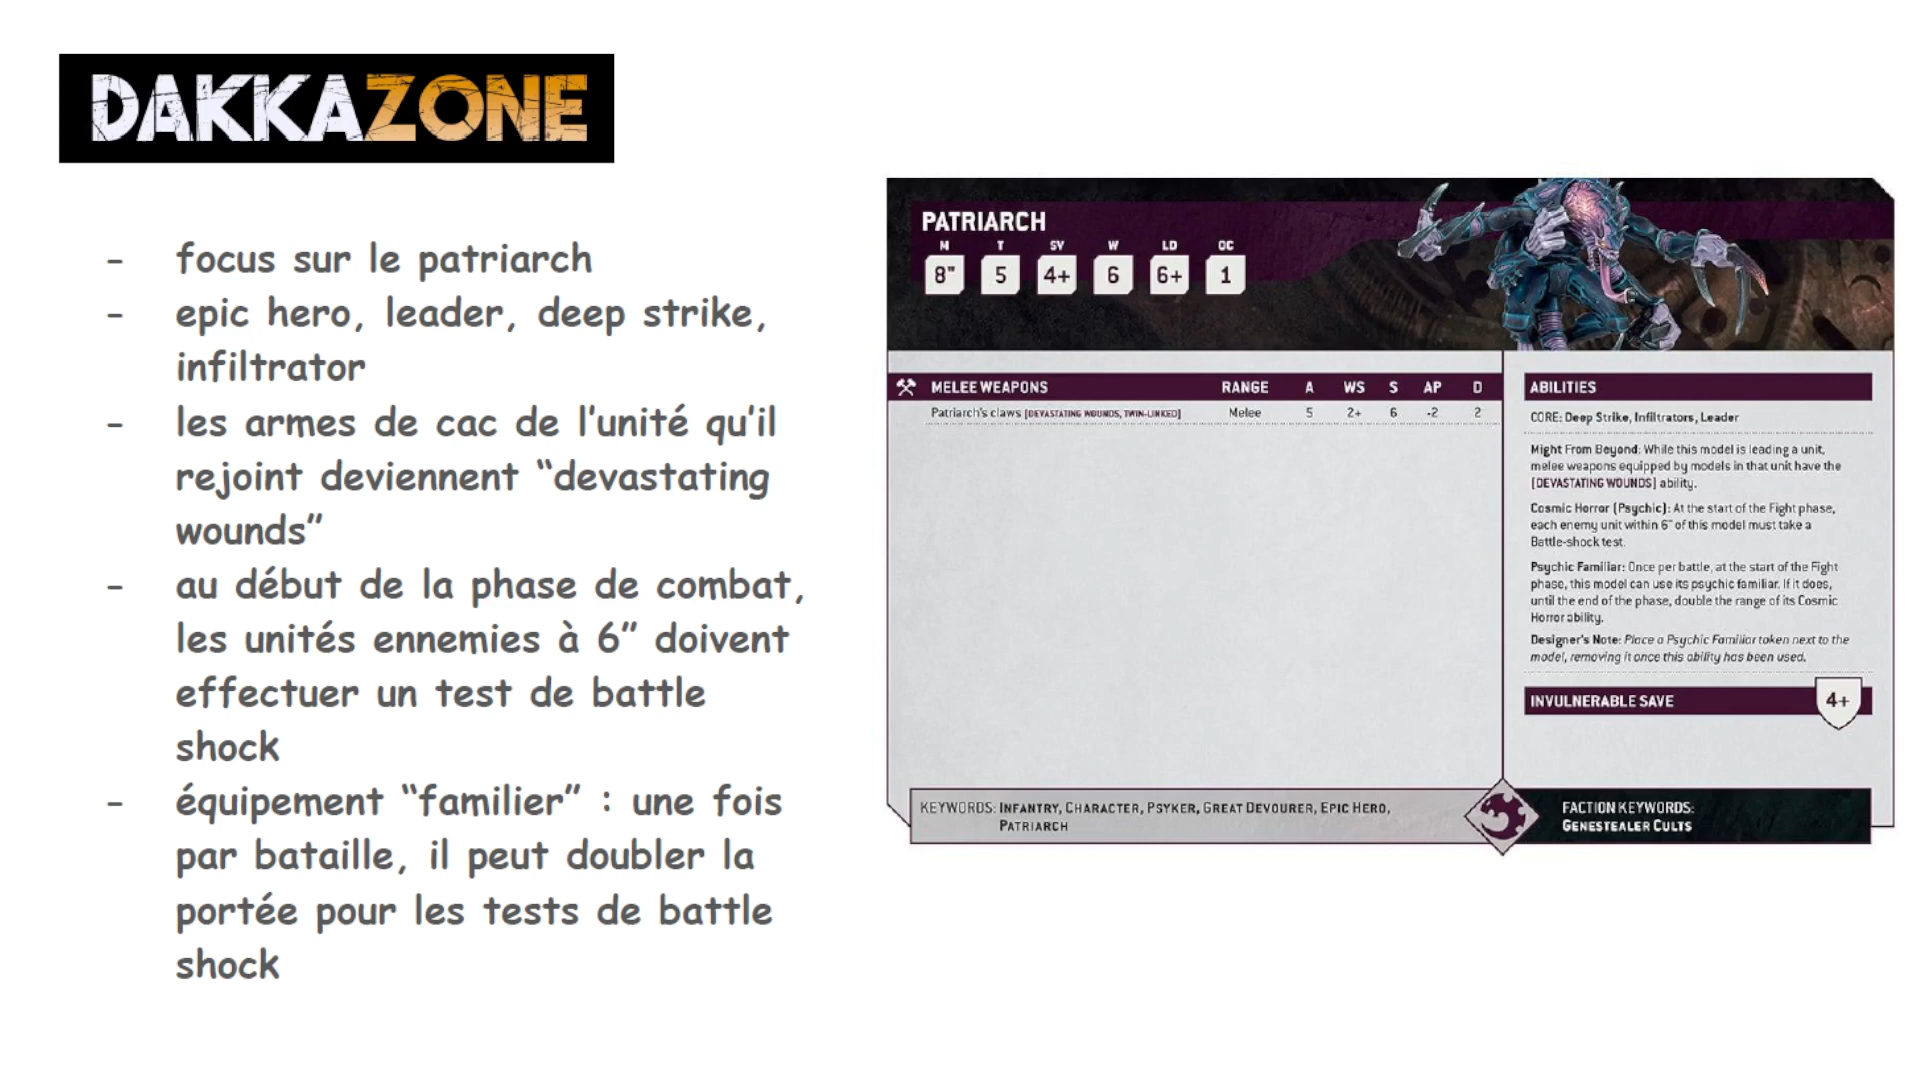 DAKKAZONE
- focus sur le patriarch
- epic hero, leader, deep strike,
infiltrator
- les armes de cac de l'unité qu'il
rejoint deviennent “devastating
wounds”
- au début de la phase de combat,
les unités ennemies à 6” doivent
effectuer un test de battle
shock
- équipement “familier” : une fois
par bataille, il peut doubler la
portée pour les tests de battle
shock
PATRIARCH
M T SV W LD OC
8" 5 4+ 6 6+ 1
MELEE WEAPONS RANGE A WS S AP D
Patriarch's claws [DEVASTATING WOUNDS, TWIN-LINKED] Melee 5 2+ 6 -2 2
ABILITIES
CORE: Deep Strike, Infiltrators, Leader
Might From Beyond: While this model is leading a unit,
melee weapons equipped by models in that unit have the
[DEVASTATING WOUNDS] ability.
Cosmic Horror (Psychic): At the start of the Fight phase,
each enemy unit within 6" of this model must take a
Battle-shock test.
Psychic Familiar: Once per battle, at the start of the Fight
phase, this model can use its psychic familiar. If it does,
until the end of the phase, double the range of its Cosmic
Horror ability.
Designer's Note: Place a Psychic Familiar token next to the
model, removing it once this ability has been used.
INVULNERABLE SAVE 4+
KEYWORDS: INFANTRY, CHARACTER, PSYKER, GREAT DEVOURER, EPIC HERO,
PATRIARCH
FACTION KEYWORDS:
GENESTEALER CULTS